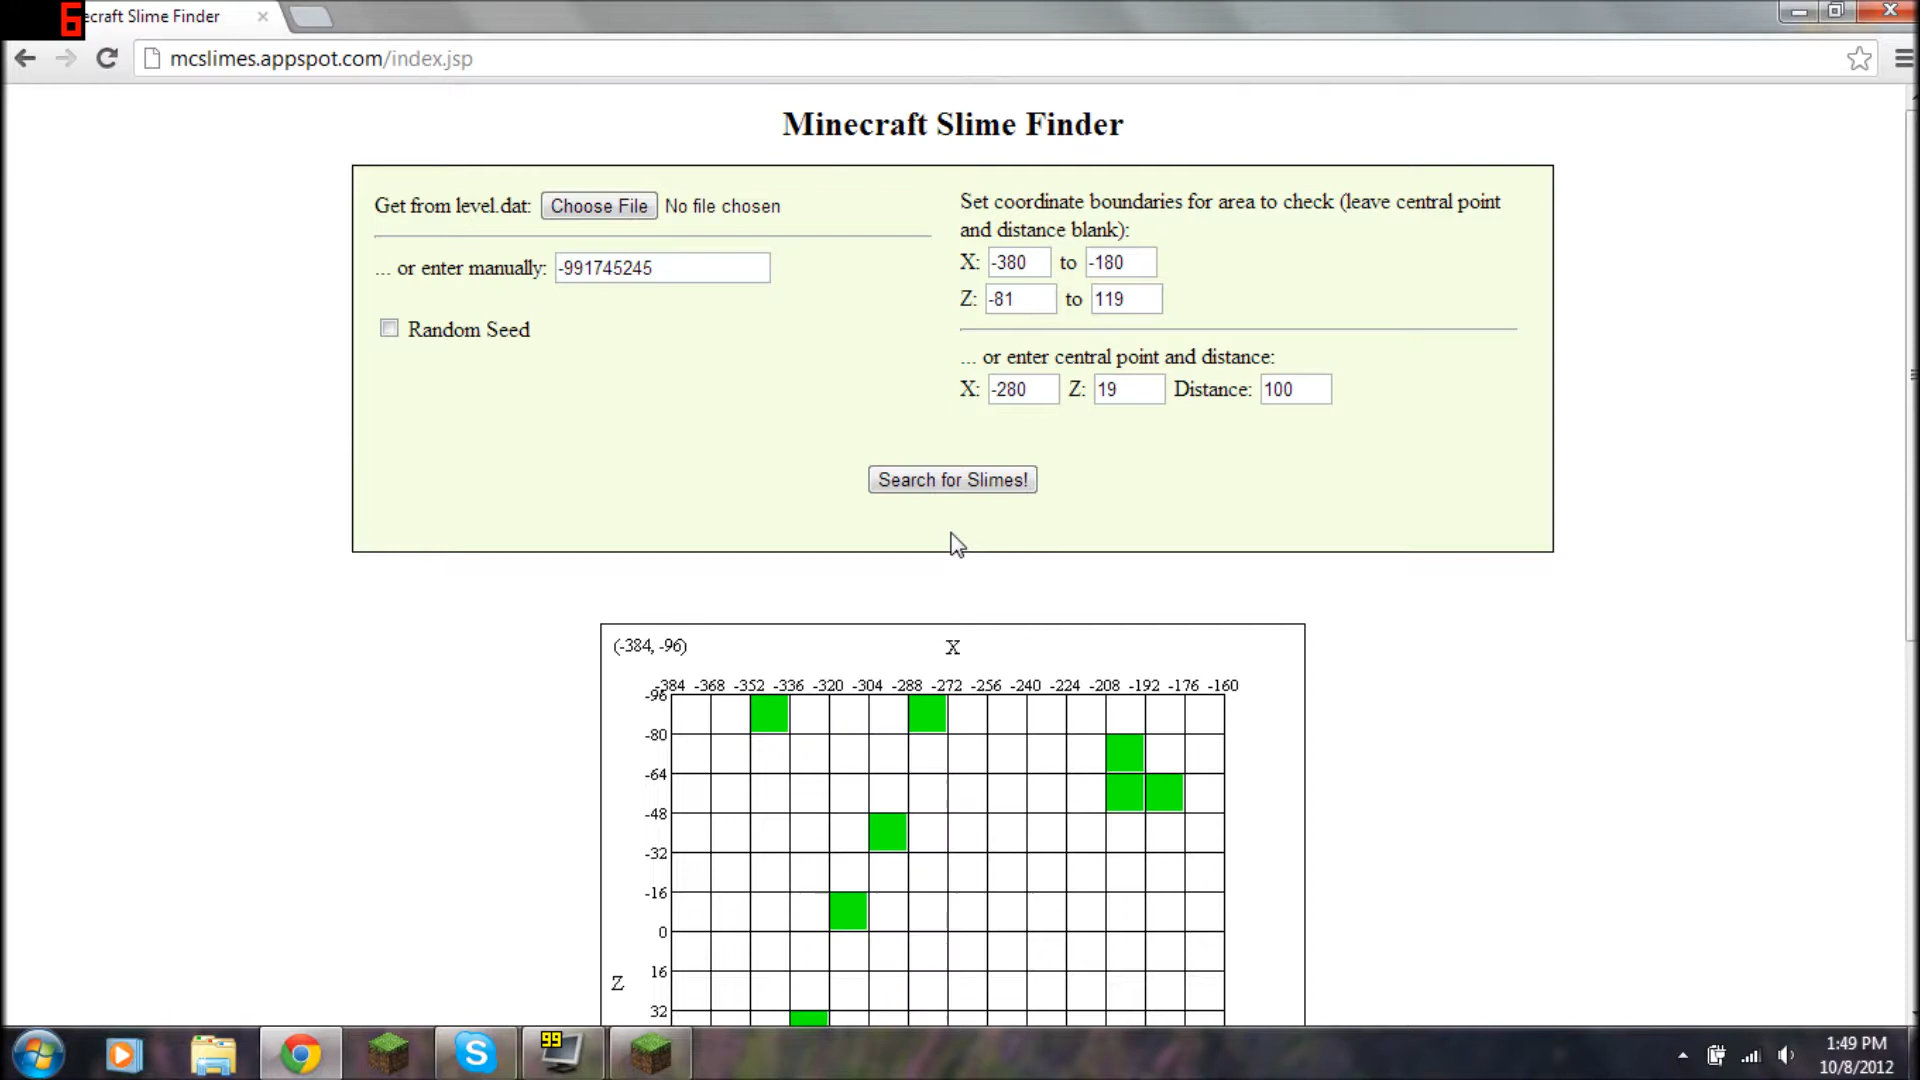 6
craft Slime Finder
mcslimes.appspot.com/index.jsp
Minecraft Slime Finder
Get from level.dat: Choose File No file chosen
... or enter manually: -991745245
Random Seed
Set coordinate boundaries for area to check (leave central point
and distance blank):
X: -380 to -180
Z: -81 to 119
... or enter central point and distance:
X: -280 Z: 19 Distance: 100
Search for Slimes!
(-384, -96) X
-384 -368 -352 -336 -320 -304 -288 -272 -256 -240 -224 -208 -192 -176 -160
-96
-80
-64
-48
-32
-16
0
16
Z
32
99
1:49 PM
10/8/2012